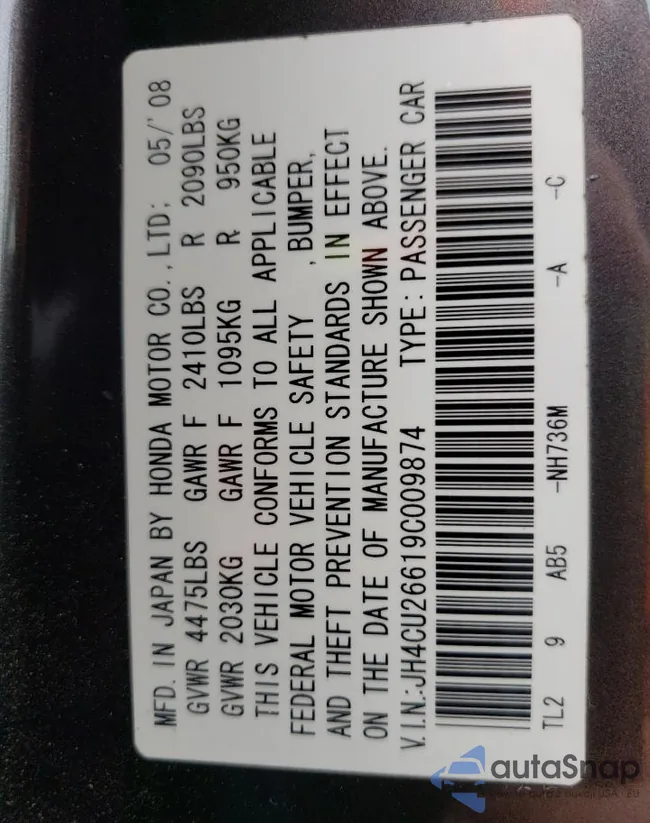 MFD. IN JAPAN BY HONDA MOTOR CO., LTD; 05/'08
GVWR 4475LBS GAWR F 2410LBS R 2090LBS
GVWR 2030KG GAWR F 1095KG R 950KG
THIS VEHICLE CONFORMS TO ALL APPLICABLE
FEDERAL MOTOR VEHICLE SAFETY , BUMPER,
AND THEFT PREVENTION STANDARDS IN EFFECT
ON THE DATE OF MANUFACTURE SHOWN ABOVE.
V.I.N.:JH4CU26619C009874 TYPE: PASSENGER CAR
TL2 9 AB5 -NH736M -A -C
autaSnap
USA EU